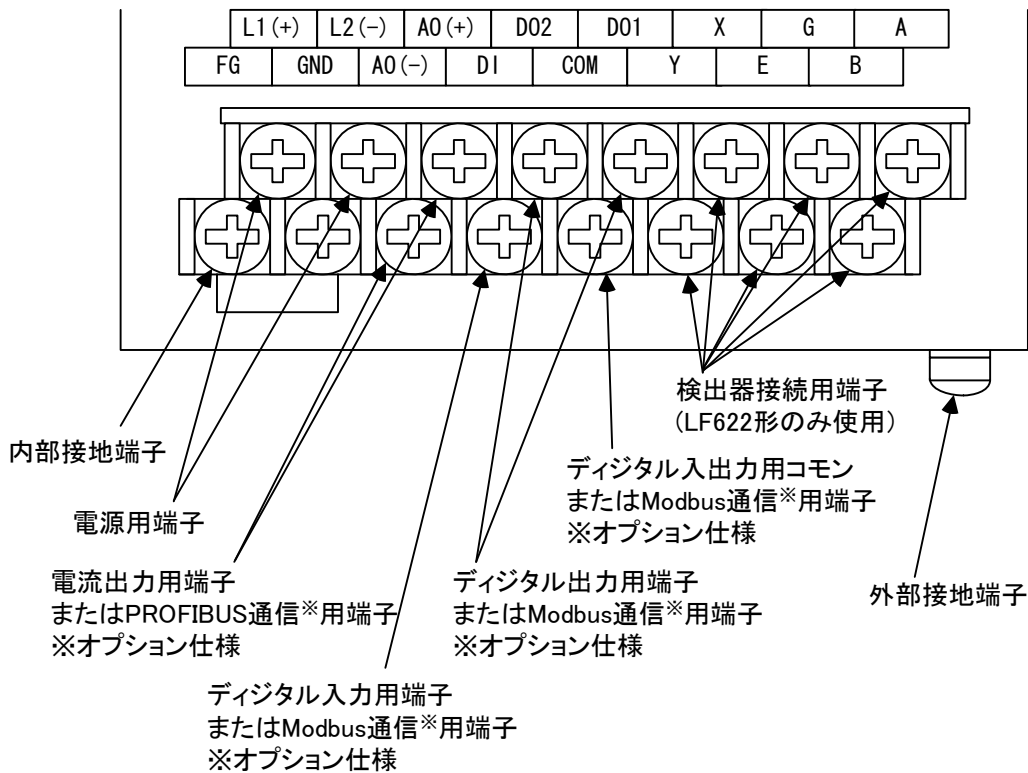 L1(+) L2(−) AO(+) DO2 DO1 X G A
FG GND AO(−) DI COM Y E B
検出器接続用端子
(LF622形のみ使用)
内部接地端子
ディジタル入出力用コモン
またはModbus通信※用端子
※オプション仕様
電源用端子
電流出力用端子
またはPROFIBUS通信※用端子
※オプション仕様
ディジタル出力用端子
またはModbus通信※用端子
※オプション仕様
外部接地端子
ディジタル入力用端子
またはModbus通信※用端子
※オプション仕様